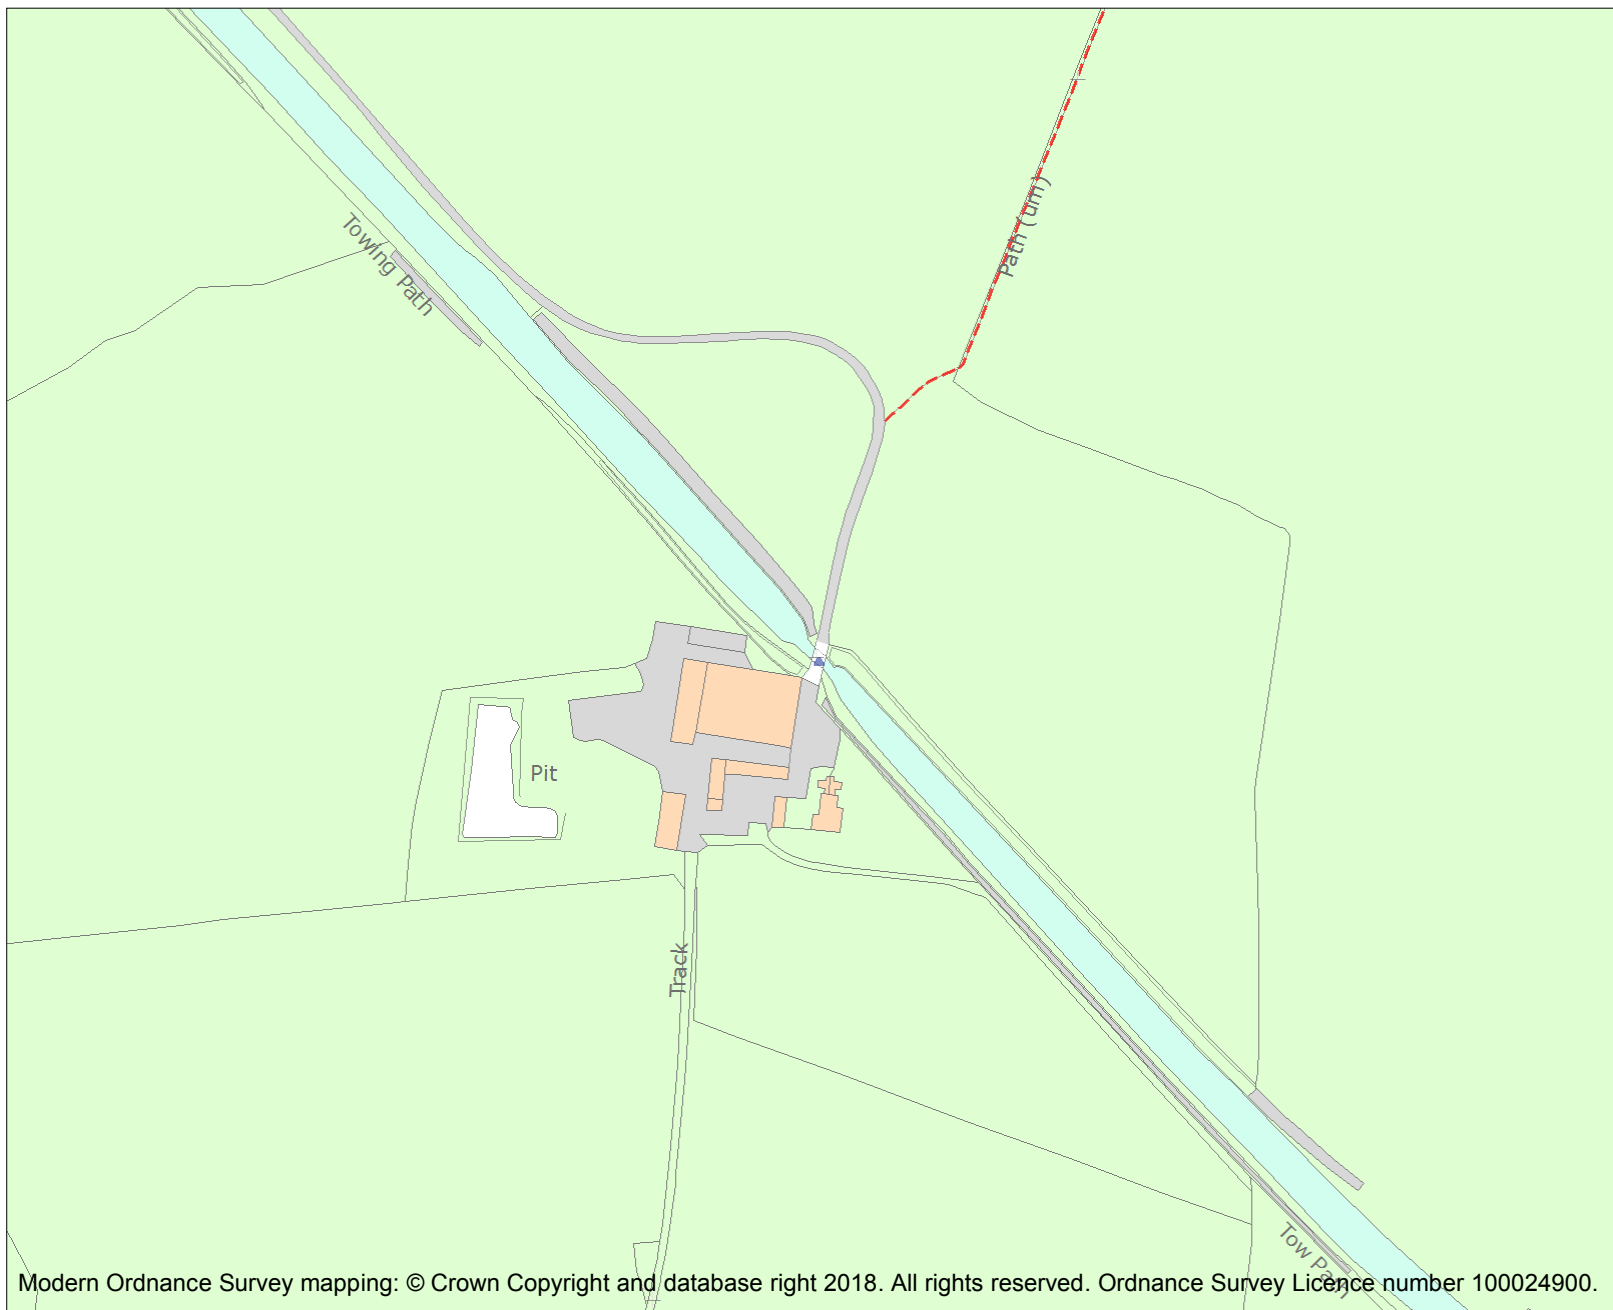 Path (um)
Towing Path
Pit
Track
Tow Path
Modern Ordnance Survey mapping: © Crown Copyright and database right 2018. All rights reserved. Ordnance Survey Licence number 100024900.